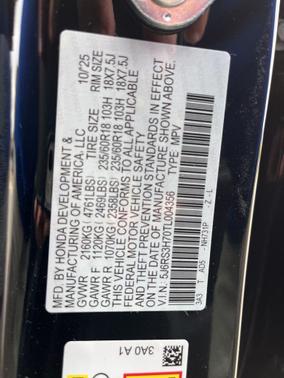 MFD. BY HONDA DEVELOPMENT & 10/25
MANUFACTURING OF AMERICA, LLC
GVWR 2160KG ( 4761LBS) TIRE SIZE RIM SIZE
GAWR F 1120KG ( 2469LBS) 235/60R18 103H 18X7.5J
GAWR R 1070KG 235/60R18 103H 18X7.5J
THIS VEHICLE CONFORMS TO ALL APPLICABLE
FEDERAL MOTOR VEHICLE SAFETY
AND THEFT PREVENTION STANDARDS IN EFFECT
ON THE DATE OF MANUFACTURE SHOWN ABOVE.
V.I.N.: 5J6RS3H70TL004356 TYPE: MPV
3A3 T AD5 -NH731P -Z -L
3A0 A1